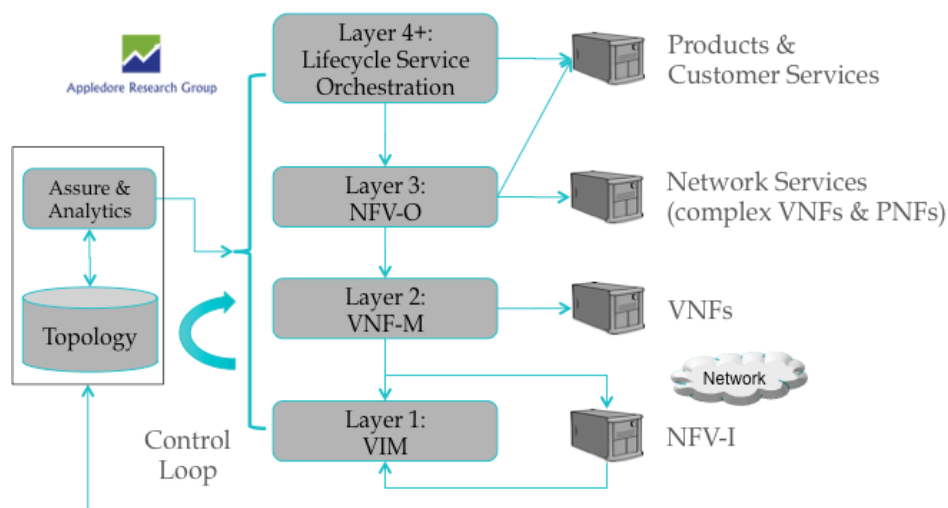 Layer 4+:
Lifecycle Service
Orchestration
Products &
Customer Services
Appledore Research Group
Assure &
Analytics
Layer 3:
NFV-O
Network Services
(complex VNFs & PNFs)
Topology
Layer 2:
VNF-M
VNFs
Network
Control
Loop
Layer 1:
VIM
NFV-I